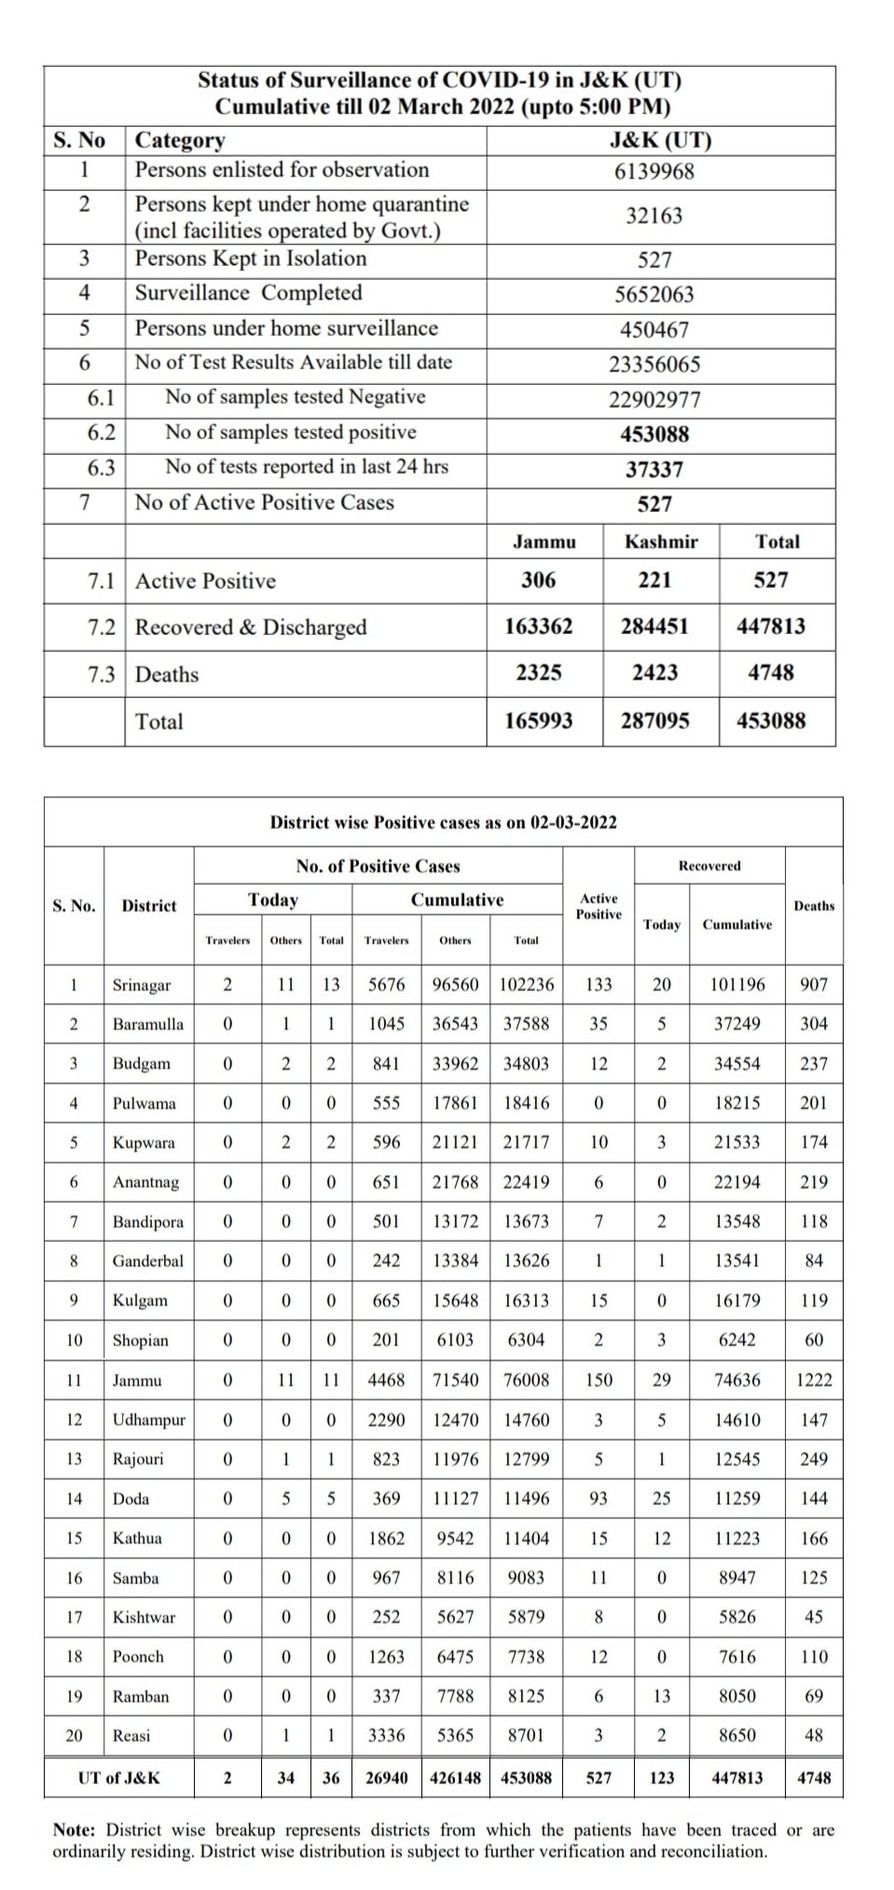 Status of Surveillance of COVID-19 in J&K (UT)
Cumulative till 02 March 2022 (upto 5:00 PM)
S. No Category J&K (UT)
1 Persons enlisted for observation 6139968
2 Persons kept under home quarantine
(incl facilities operated by Govt.) 32163
3 Persons Kept in Isolation 527
4 Surveillance Completed 5652063
5 Persons under home surveillance 450467
6 No of Test Results Available till date 23356065
6.1 No of samples tested Negative 22902977
6.2 No of samples tested positive 453088
6.3 No of tests reported in last 24 hrs 37337
7 No of Active Positive Cases 527
Jammu Kashmir Total
7.1 Active Positive 306 221 527
7.2 Recovered & Discharged 163362 284451 447813
7.3 Deaths 2325 2423 4748
Total 165993 287095 453088
District wise Positive cases as on 02-03-2022
No. of Positive Cases Recovered
S. No. District Today Cumulative Active Positive Today Cumulative Deaths
Travelers Others Total Travelers Others Total
1 Srinagar 2 11 13 5676 96560 102236 133 20 101196 907
2 Baramulla 0 1 1 1045 36543 37588 35 5 37249 304
3 Budgam 0 2 2 841 33962 34803 12 2 34554 237
4 Pulwama 0 0 0 555 17861 18416 0 0 18215 201
5 Kupwara 0 2 2 596 21121 21717 10 3 21533 174
6 Anantnag 0 0 0 651 21768 22419 6 0 22194 219
7 Bandipora 0 0 0 501 13172 13673 7 2 13548 118
8 Ganderbal 0 0 0 242 13384 13626 1 1 13541 84
9 Kulgam 0 0 0 665 15648 16313 15 0 16179 119
10 Shopian 0 0 0 201 6103 6304 2 3 6242 60
11 Jammu 0 11 11 4468 71540 76008 150 29 74636 1222
12 Udhampur 0 0 0 2290 12470 14760 3 5 14610 147
13 Rajouri 0 1 1 823 11976 12799 5 1 12545 249
14 Doda 0 5 5 369 11127 11496 93 25 11259 144
15 Kathua 0 0 0 1862 9542 11404 15 12 11223 166
16 Samba 0 0 0 967 8116 9083 11 0 8947 125
17 Kishtwar 0 0 0 252 5627 5879 8 0 5826 45
18 Poonch 0 0 0 1263 6475 7738 12 0 7616 110
19 Ramban 0 0 0 337 7788 8125 6 13 8050 69
20 Reasi 0 1 1 3336 5365 8701 3 2 8650 48
UT of J&K 2 34 36 26940 426148 453088 527 123 447813 4748
Note: District wise breakup represents districts from which the patients have been traced or are
ordinarily residing. District wise distribution is subject to further verification and reconciliation.